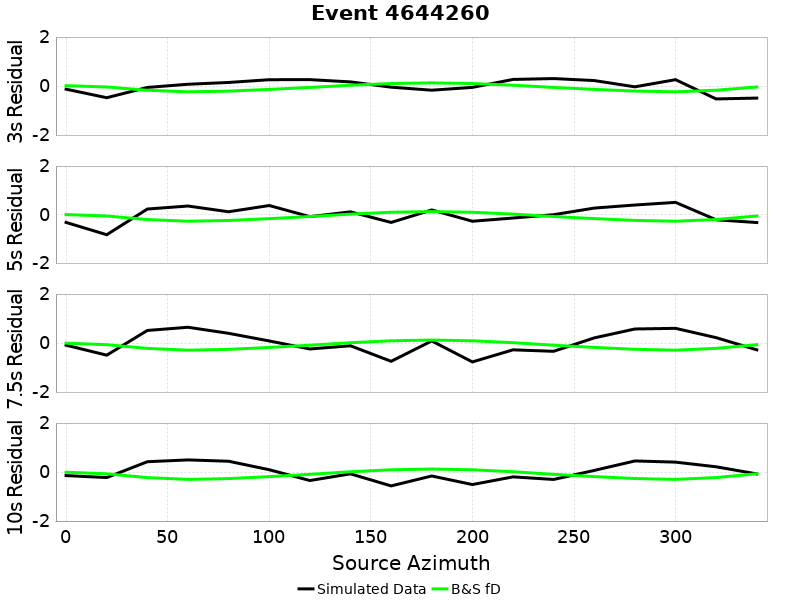 Event 4644260
3s Residual
2
0
-2
5s Residual
2
0
-2
7.5s Residual
2
0
-2
10s Residual
2
0
-2
0 50 100 150 200 250 300
Source Azimuth
Simulated Data B&S fD